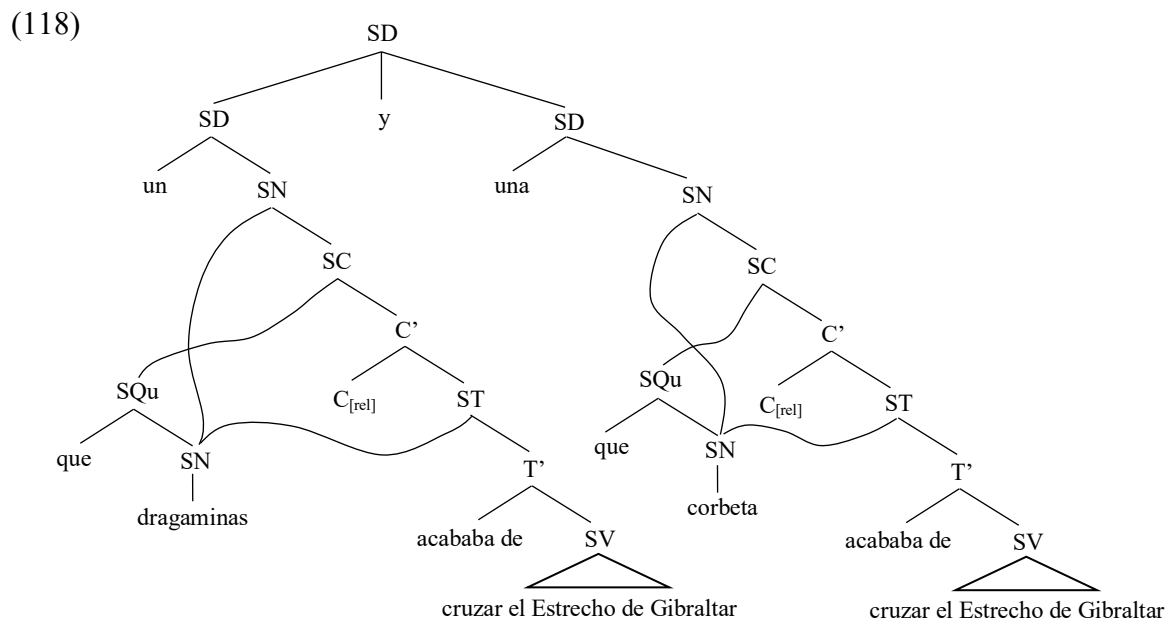 (118)
SD
SD y SD
un SN una SN
SC SC
C’ C’
SQu C[rel] ST SQu C[rel] ST
que SN T’ que SN T’
dragaminas corbeta
acababa de SV acababa de SV
cruzar el Estrecho de Gibraltar cruzar el Estrecho de Gibraltar